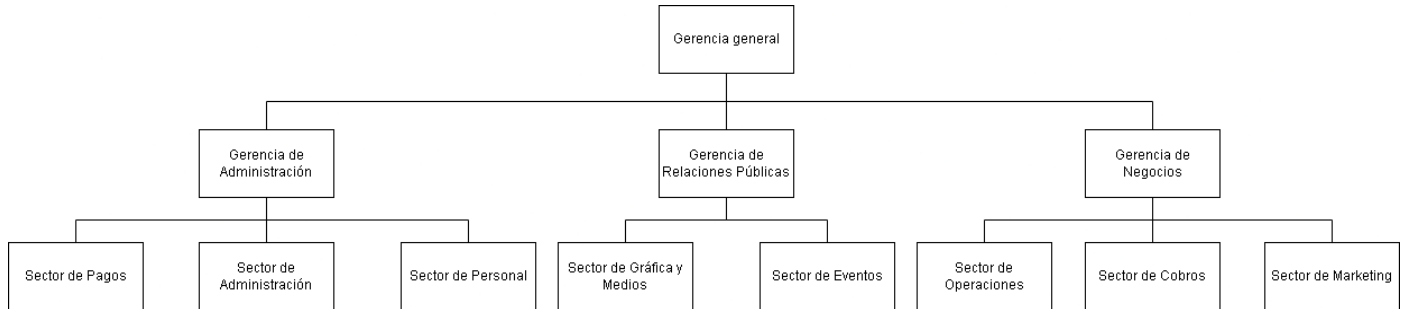 Gerencia general
Gerencia de
Administración
Gerencia de
Relaciones Públicas
Gerencia de
Negocios
Sector de Pagos
Sector de
Administración
Sector de Personal
Sector de Gráfica y
Medios
Sector de Eventos
Sector de
Operaciones
Sector de Cobros
Sector de Marketing